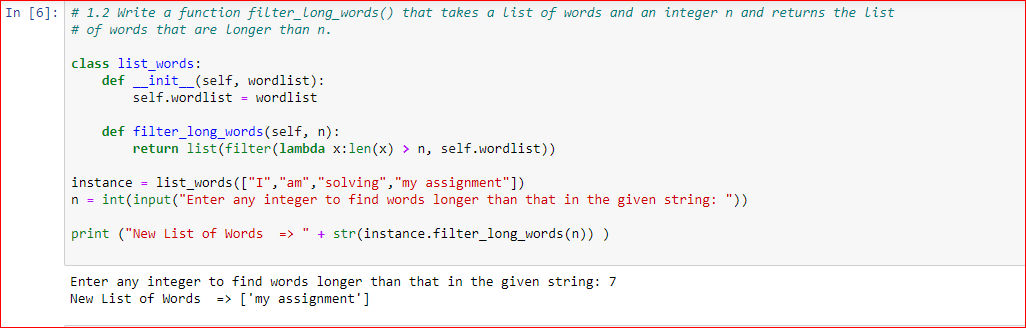 In [6]: # 1.2 Write a function filter_long_words() that takes a list of words and an integer n and returns the list
# of words that are longer than n.
class list_words:
    def __init__(self, wordlist):
        self.wordlist = wordlist
    def filter_long_words(self, n):
        return list(filter(lambda x:len(x) > n, self.wordlist))
instance = list_words(["I","am","solving","my assignment"])
n = int(input("Enter any integer to find words longer than that in the given string: "))
print ("New List of Words  => " + str(instance.filter_long_words(n)) )
Enter any integer to find words longer than that in the given string: 7
New List of Words  => ['my assignment']